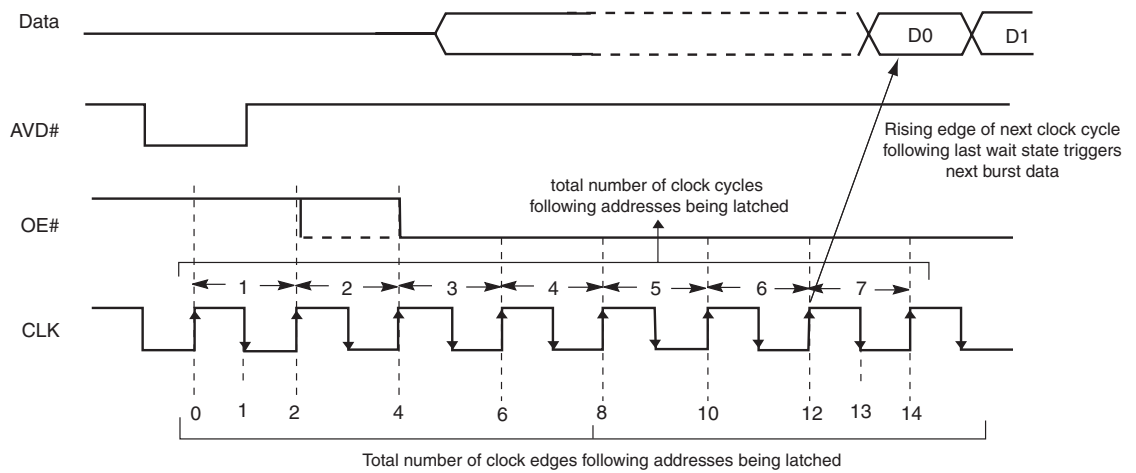 Data
D0
D1
AVD#
Rising edge of next clock cycle
following last wait state triggers
next burst data
total number of clock cycles
following addresses being latched
OE#
1 2 3 4 5 6 7
CLK
0 1 2 4 6 8 10 12 13 14
Total number of clock edges following addresses being latched